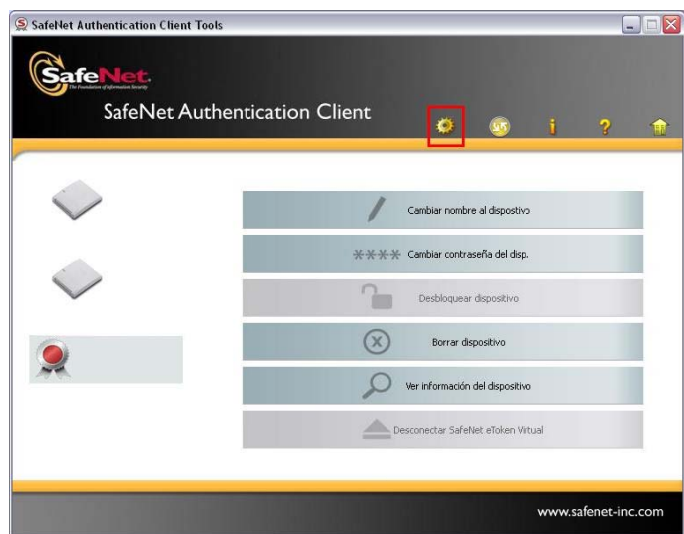 SafeNet Authentication Client Tools
SafeNet.
The Foundation of Information Security
SafeNet Authentication Client
Cambiar nombre al dispostivo
Cambiar contraseña del disp.
Desbloquear dispositivo
Borrar dispositivo
Ver información del dispositivo
Desconectar SafeNet eToken Virtual
www.safenet-inc.com